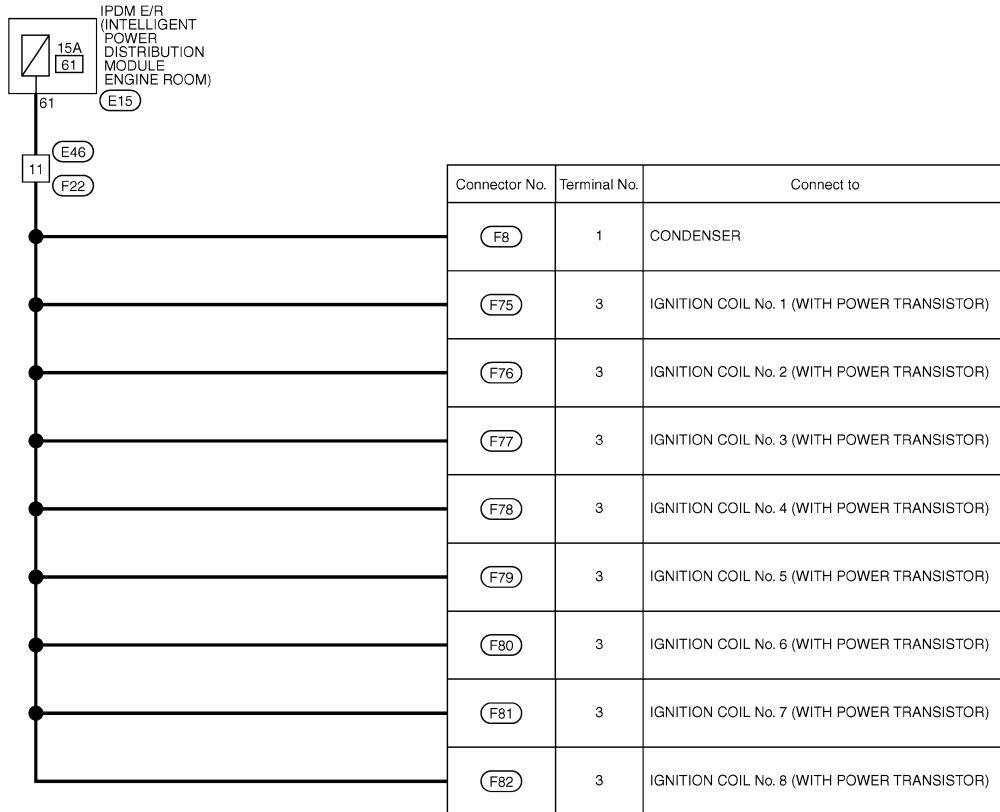 IPDM E/R
(INTELLIGENT
POWER
DISTRIBUTION
MODULE
ENGINE ROOM)
15A
61
E15
61
E46
11
F22
Connector No. Terminal No. Connect to
F8 1 CONDENSER
F75 3 IGNITION COIL No. 1 (WITH POWER TRANSISTOR)
F76 3 IGNITION COIL No. 2 (WITH POWER TRANSISTOR)
F77 3 IGNITION COIL No. 3 (WITH POWER TRANSISTOR)
F78 3 IGNITION COIL No. 4 (WITH POWER TRANSISTOR)
F79 3 IGNITION COIL No. 5 (WITH POWER TRANSISTOR)
F80 3 IGNITION COIL No. 6 (WITH POWER TRANSISTOR)
F81 3 IGNITION COIL No. 7 (WITH POWER TRANSISTOR)
F82 3 IGNITION COIL No. 8 (WITH POWER TRANSISTOR)